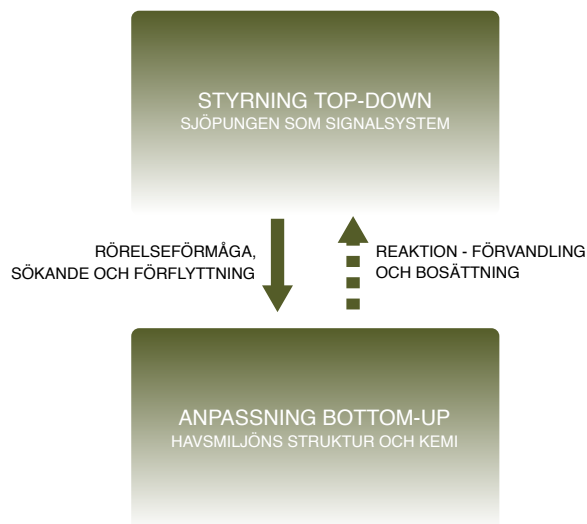 STYRNING TOP-DOWN
SJÖPUNGEN SOM SIGNALSYSTEM
RÖRELSEFÖRMÅGA,
SÖKANDE OCH FÖRFLYTTNING
REAKTION - FÖRVANDLING
OCH BOSÄTTNING
ANPASSNING BOTTOM-UP
HAVSMILJÖNS STRUKTUR OCH KEMI